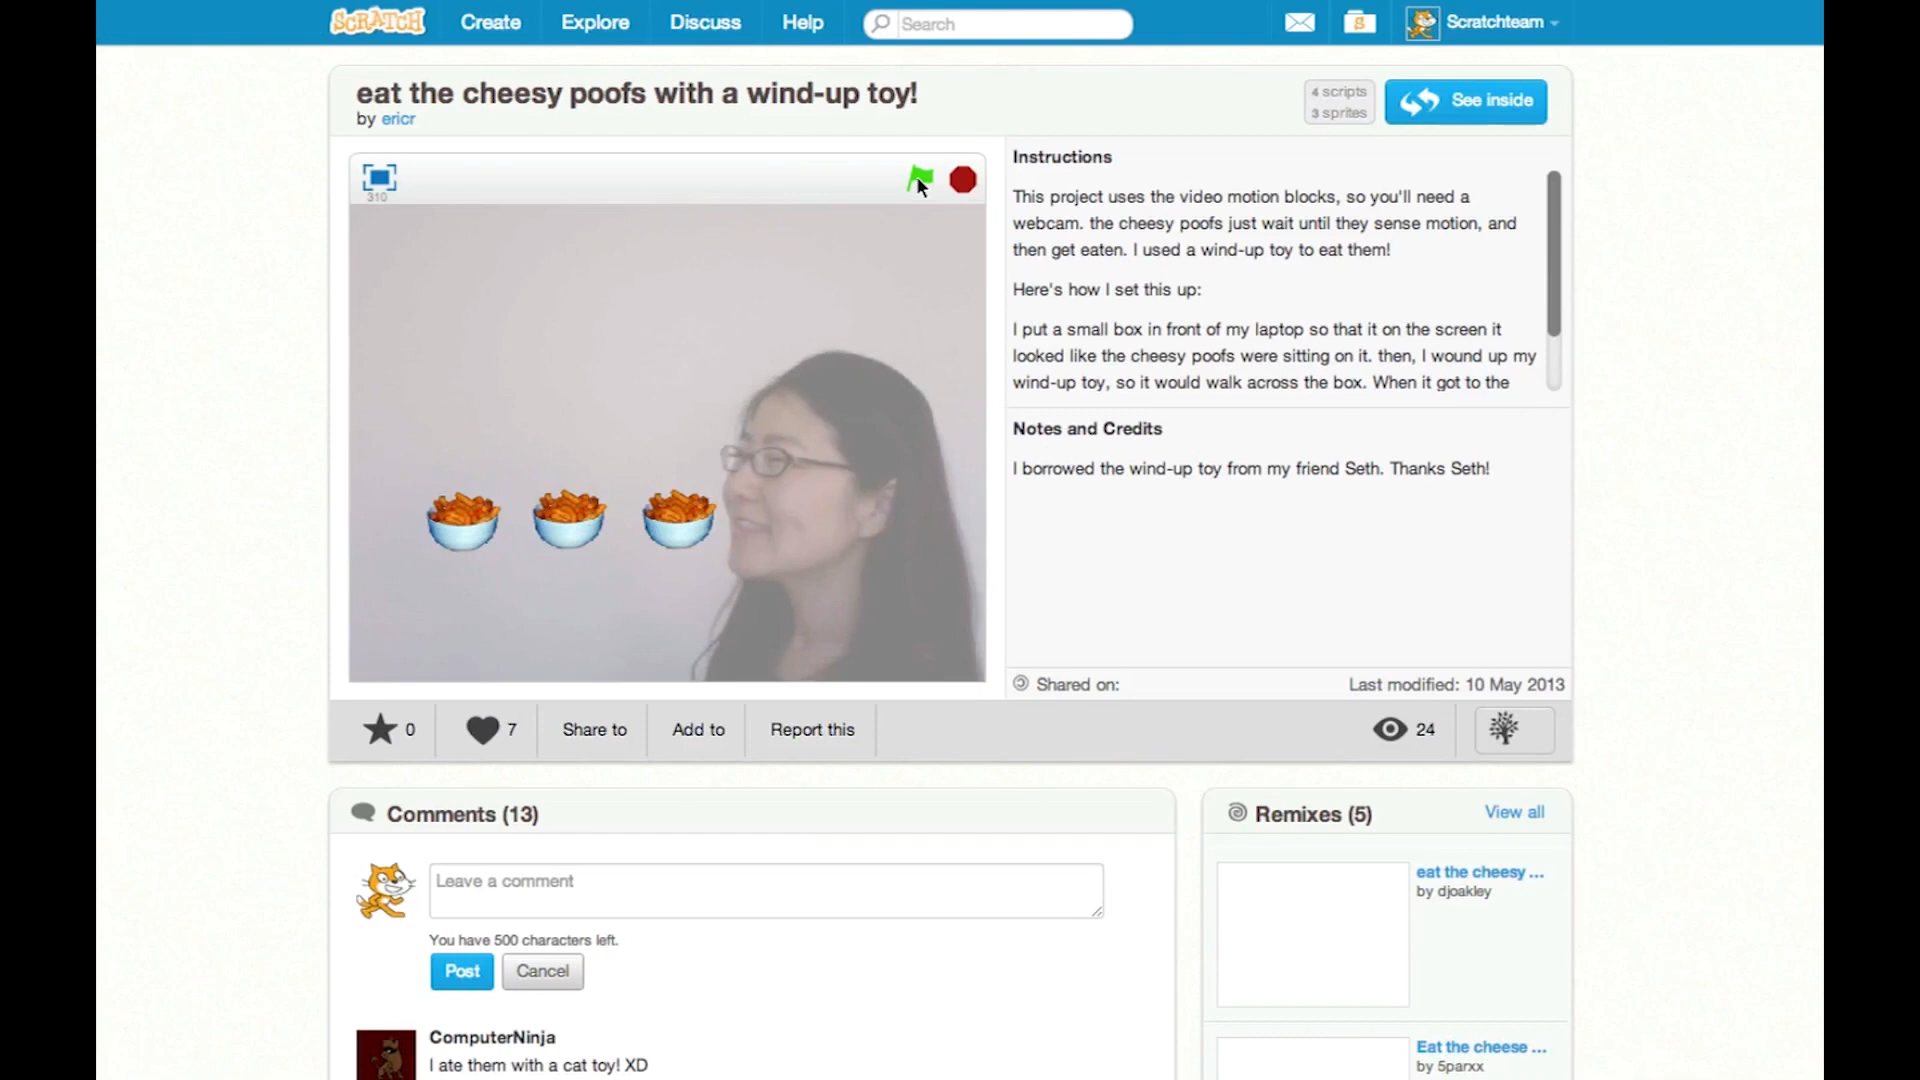 SCRATCH Create Explore Discuss Help Search Scratchteam
eat the cheesy poofs with a wind-up toy!
by ericr
4 scripts
3 sprites
See inside
310
Instructions
This project uses the video motion blocks, so you'll need a
webcam. the cheesy poofs just wait until they sense motion, and
then get eaten. I used a wind-up toy to eat them!
Here's how I set this up:
I put a small box in front of my laptop so that it on the screen it
looked like the cheesy poofs were sitting on it. then, I wound up my
wind-up toy, so it would walk across the box. When it got to the
Notes and Credits
I borrowed the wind-up toy from my friend Seth. Thanks Seth!
Shared on: Last modified: 10 May 2013
0 7 Share to Add to Report this 24
Comments (13)
Leave a comment
You have 500 characters left.
Post Cancel
ComputerNinja
I ate them with a cat toy! XD
Remixes (5) View all
eat the cheesy ...
by djoakley
Eat the cheese ...
by 5parxx